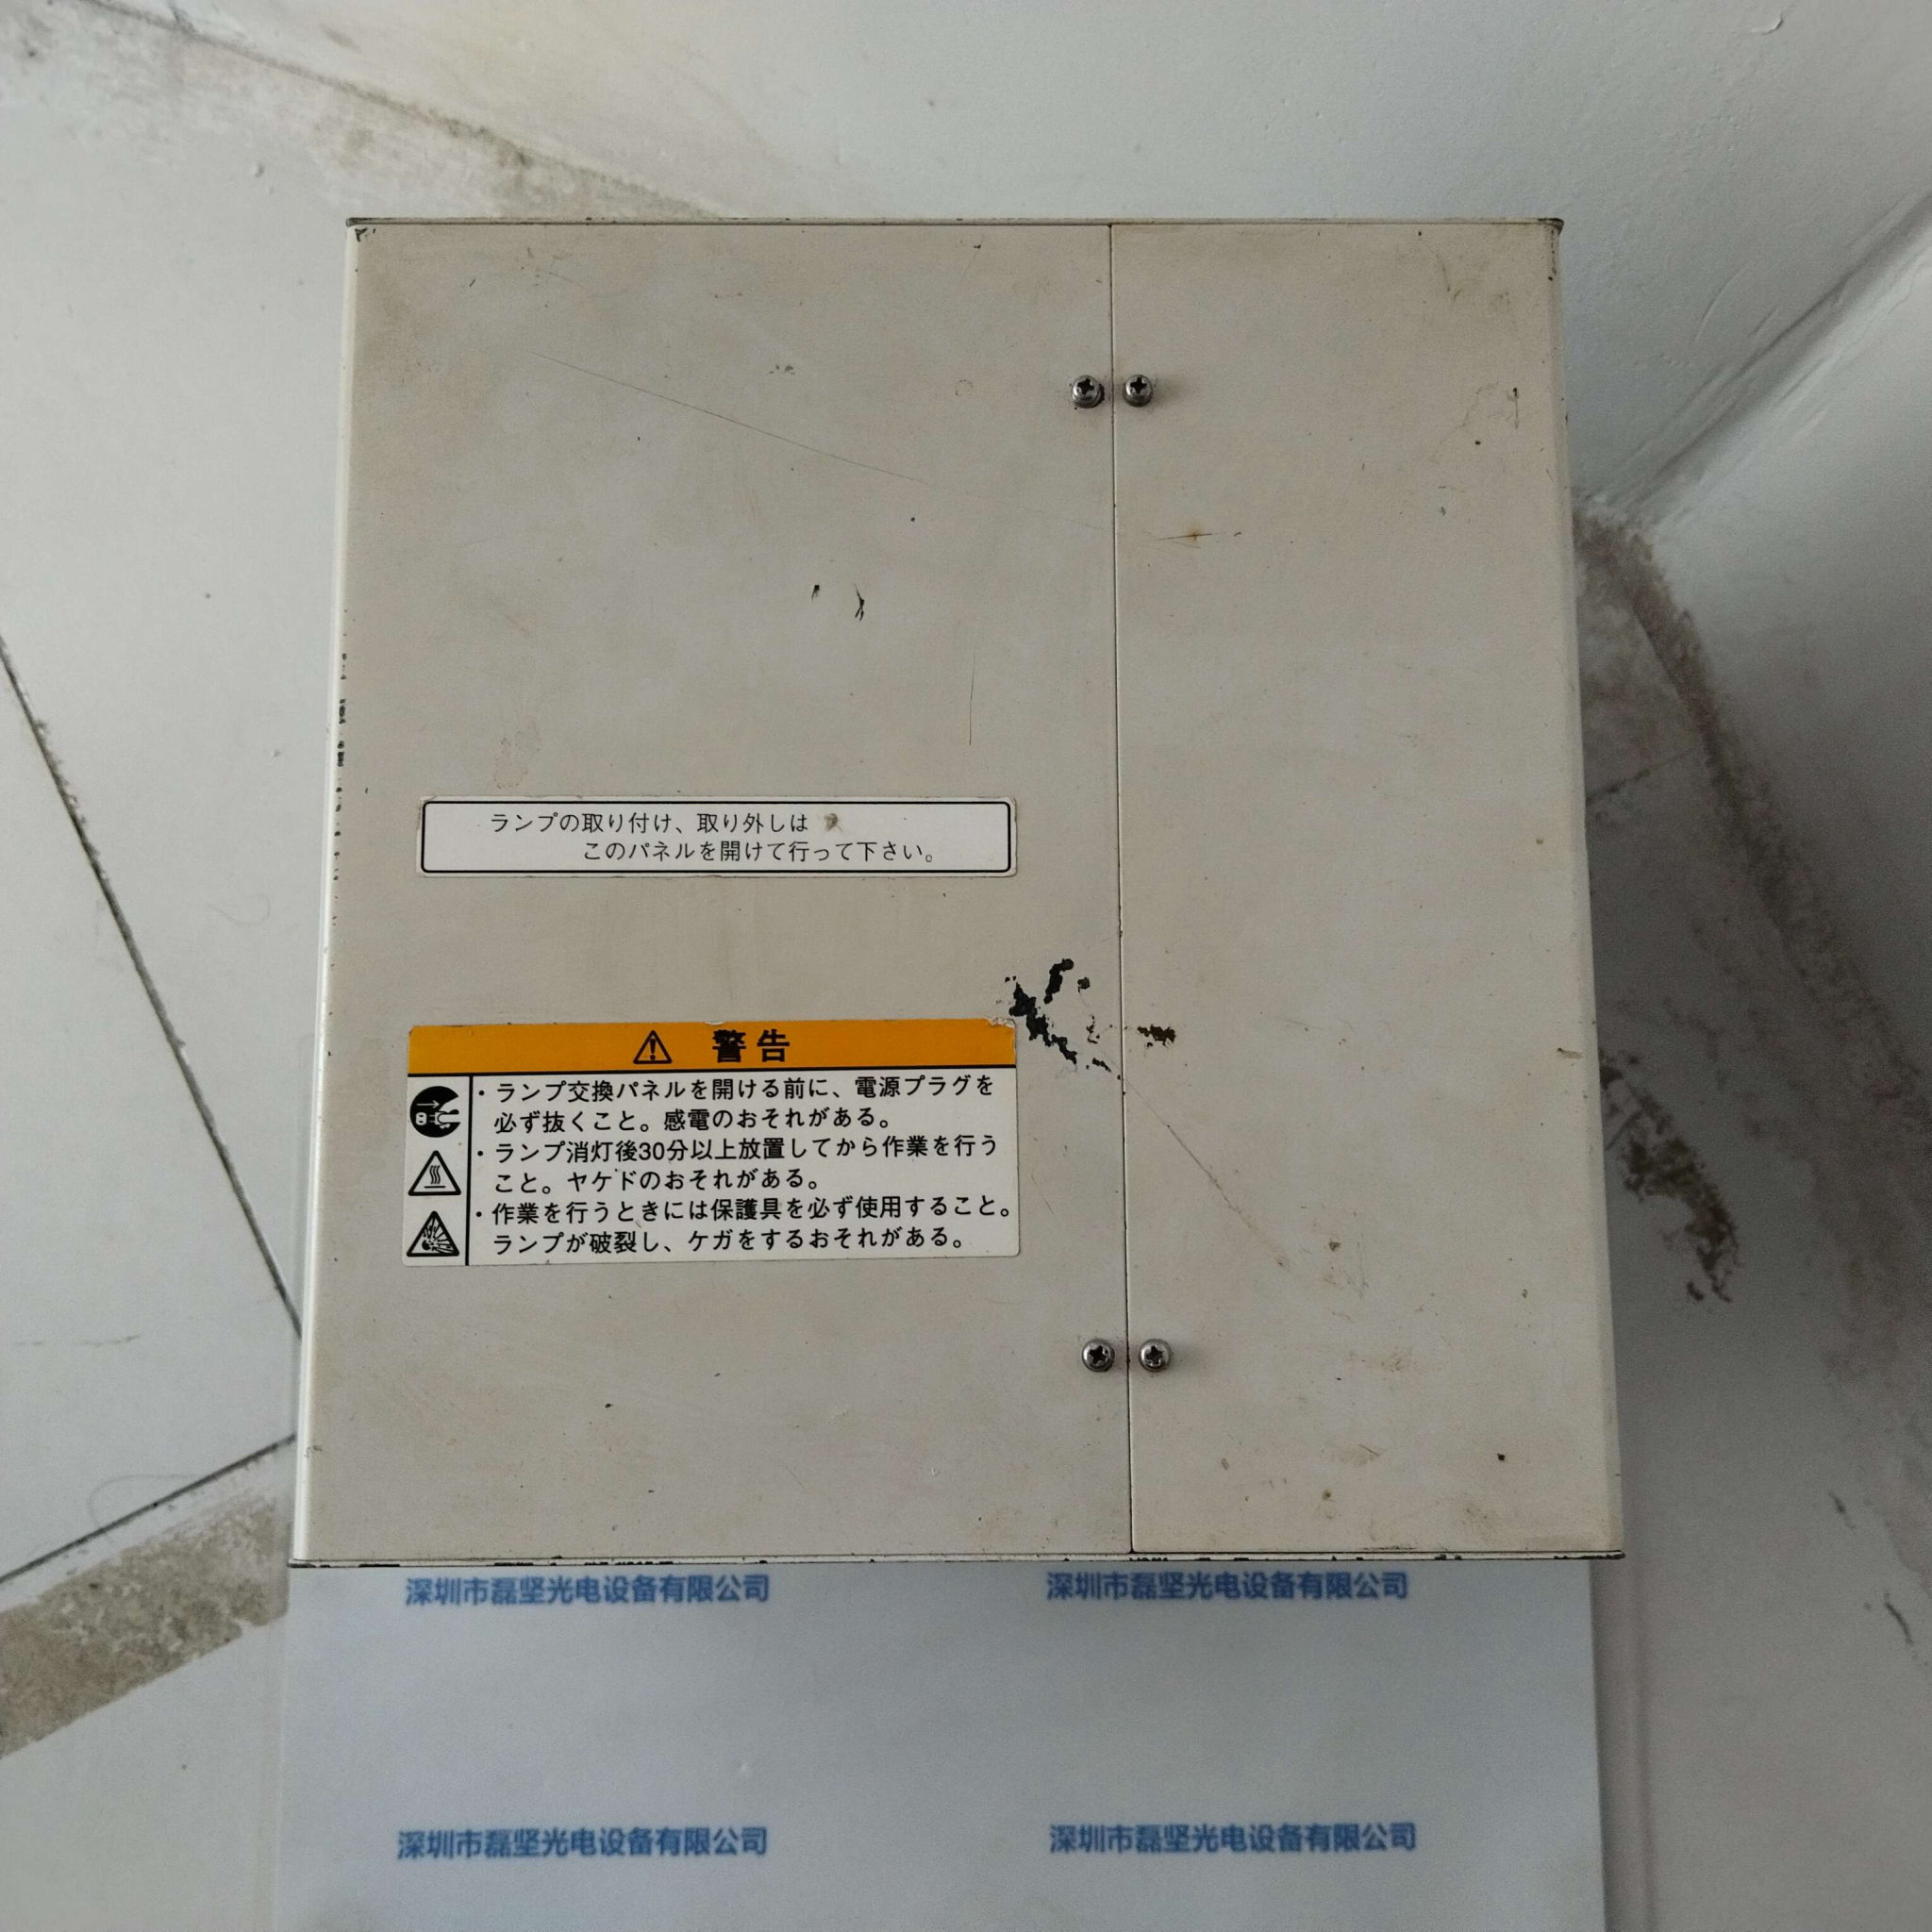 ランプの取り付け、取り外しは
このパネルを開けて行って下さい。
警告
・ランプ交換パネルを開ける前に、電源プラグを
必ず抜くこと。感電のおそれがある。
・ランプ消灯後30分以上放置してから作業を行う
こと。ヤケドのおそれがある。
・作業を行うときには保護具を必ず使用すること。
ランプが破裂し、ケガをするおそれがある。
深圳市磊坚光电设备有限公司
深圳市磊坚光电设备有限公司
深圳市磊坚光电设备有限公司
深圳市磊坚光电设备有限公司